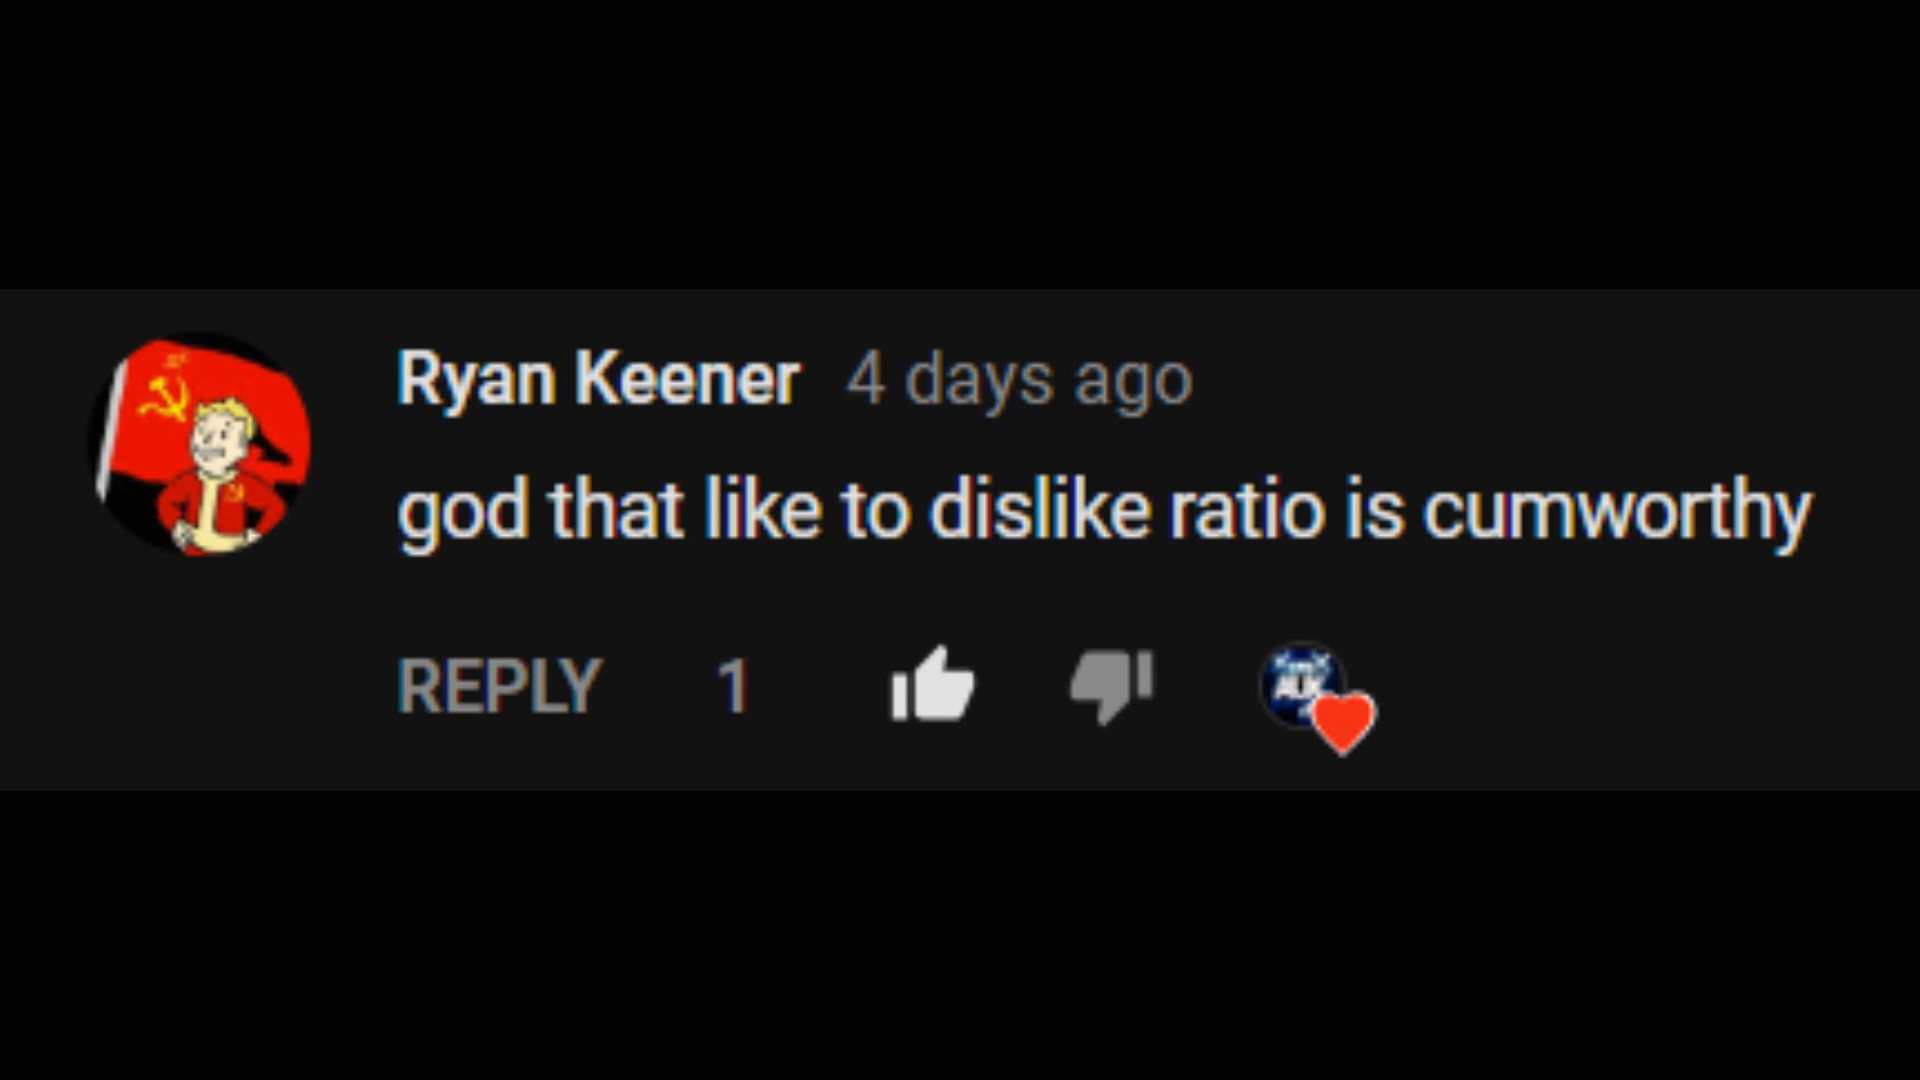 Ryan Keener 4 days ago
god that like to dislike ratio is cumworthy
REPLY 1